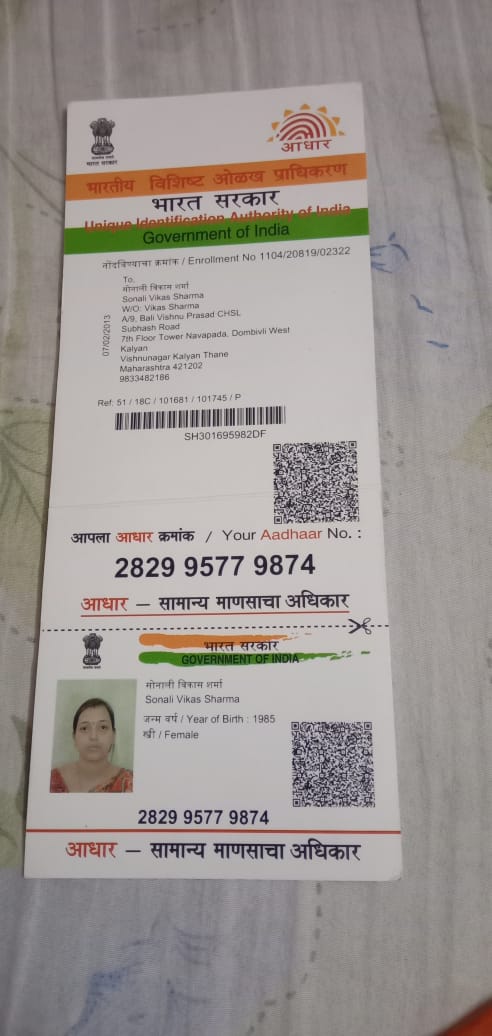 भारत सरकार
आधार
भारतीय विशिष्ट ओळख प्राधिकरण
भारत सरकार
Unique Identification Authority of India
Government of India
नोंदविण्याचा क्रमांक / Enrollment No 1104/20819/02322
07/02/2013
To,
सोनाली विकास शर्मा
Sonali Vikas Sharma
W/O: Vikas Sharma
A/9, Bali Vishnu Prasad CHSL
Subhash Road
7th Floor Tower Navapada, Dombivli West
Kalyan
Vishnunagar Kalyan Thane
Maharashtra 421202
9833482186
Ref: 51 / 18C / 101681 / 101745 / P
SH301695982DF
आपला आधार क्रमांक / Your Aadhaar No. :
2829 9577 9874
आधार – सामान्य माणसाचा अधिकार
भारत सरकार
GOVERNMENT OF INDIA
सोनाली विकास शर्मा
Sonali Vikas Sharma
जन्म वर्ष / Year of Birth : 1985
स्त्री / Female
2829 9577 9874
आधार – सामान्य माणसाचा अधिकार